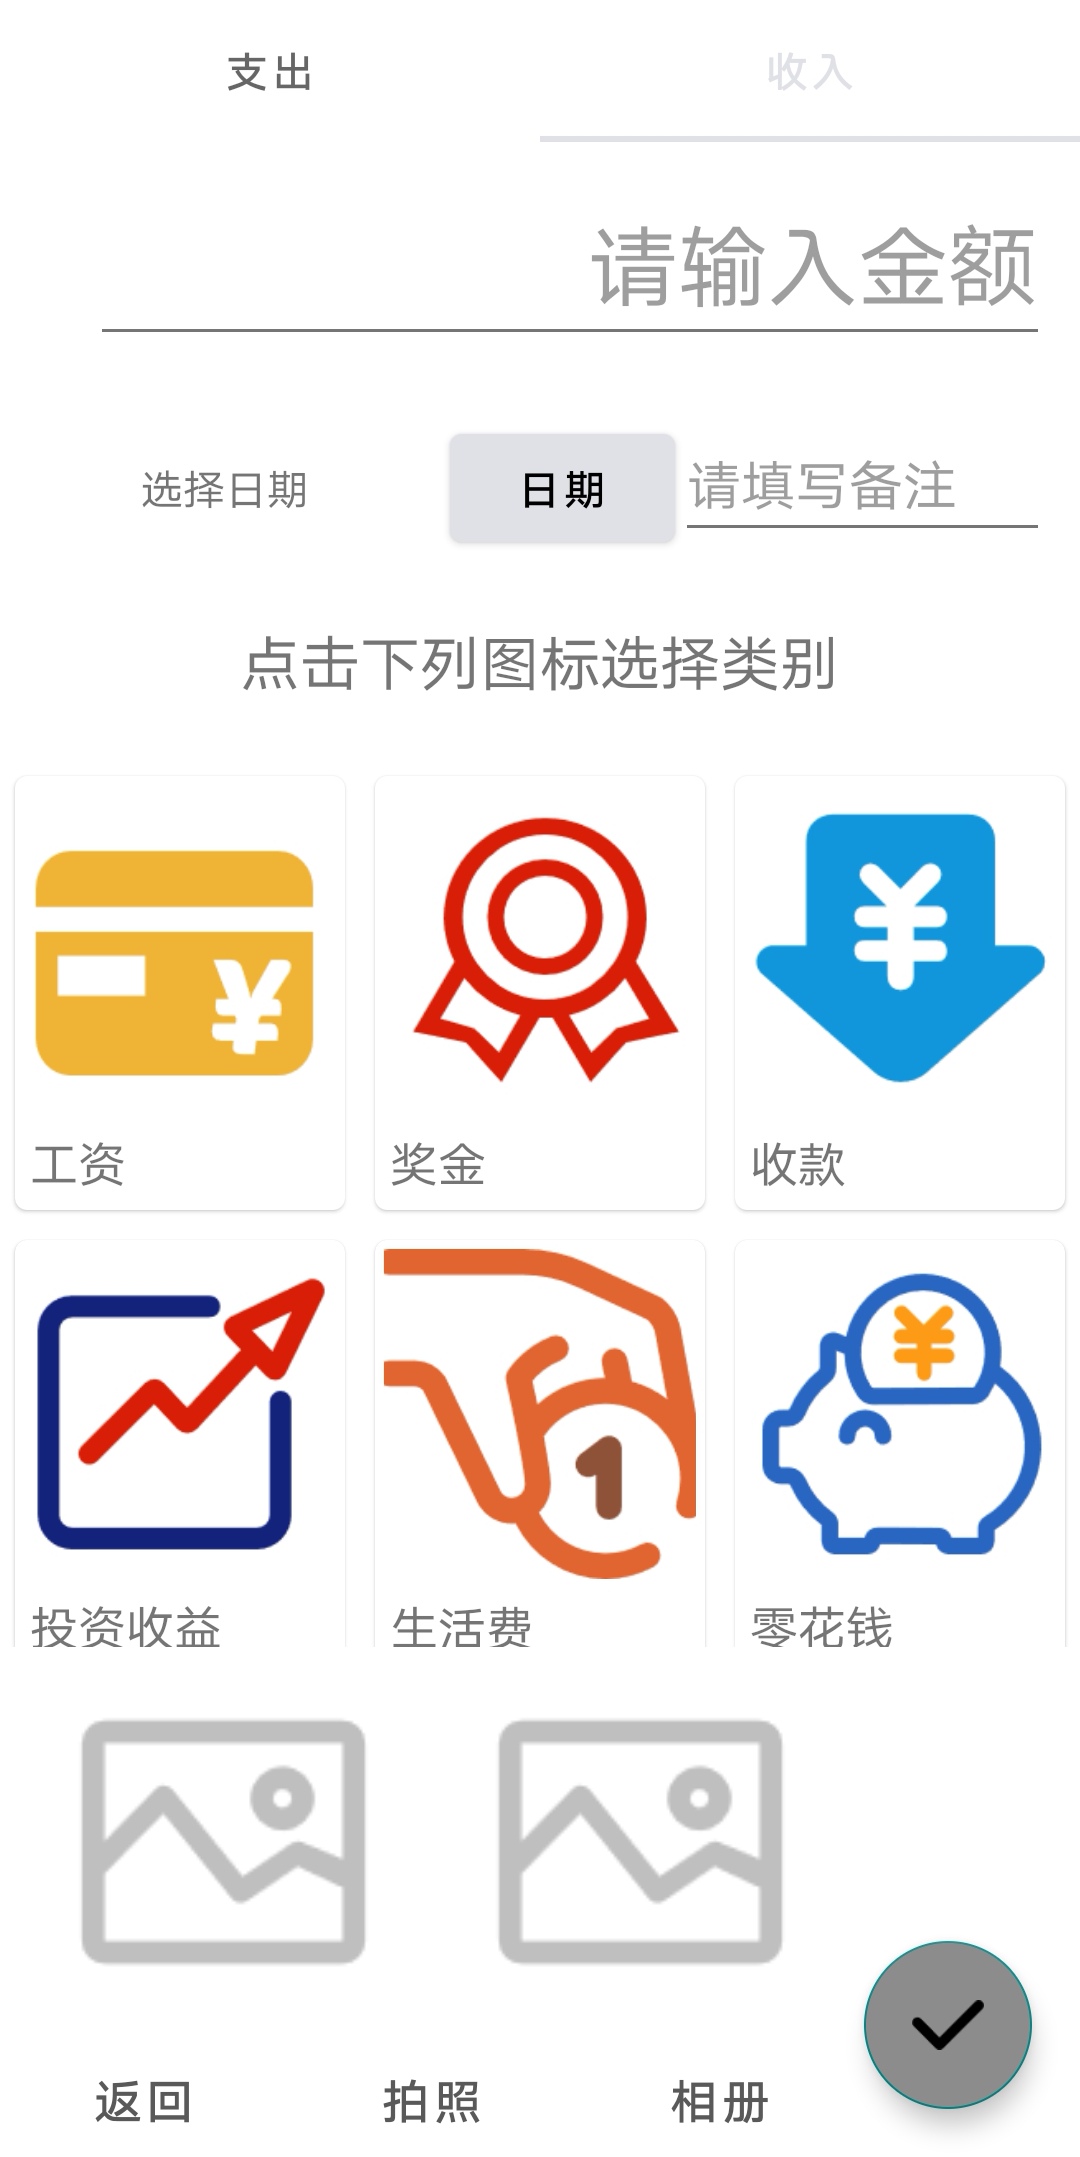 支出
收入
请输入金额
选择日期
日期
请填写备注
点击下列图标选择类别
¥
¥
工资
奖金
收款
1
¥
投资收益
生活费
零花钱
返回
拍照
相册